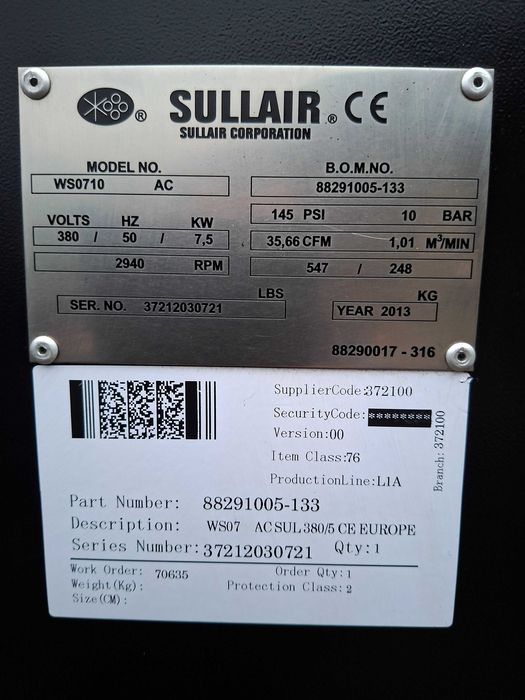 ® SULLAIR® CE
SULLAIR CORPORATION
MODEL NO. B.O.M.NO.
WS0710 AC 88291005-133
VOLTS HZ KW 145 PSI 10 BAR
380 / 50 / 7,5 35,66 CFM 1,01 M³/MIN
2940 RPM 547 / 248
LBS KG
SER. NO. 37212030721 YEAR 2013
88290017 - 316
SupplierCode:372100
SecurityCode:********
Version:00
Item Class:76
ProductionLine:L1A
Branch: 372100
Part Number: 88291005-133
Description: WS07 AC SUL 380/5 CE EUROPE
Series Number:37212030721 Qty:1
Work Order: 70635 Order Qty:1
Weight(Kg): Protection Class:2
Size(CM):